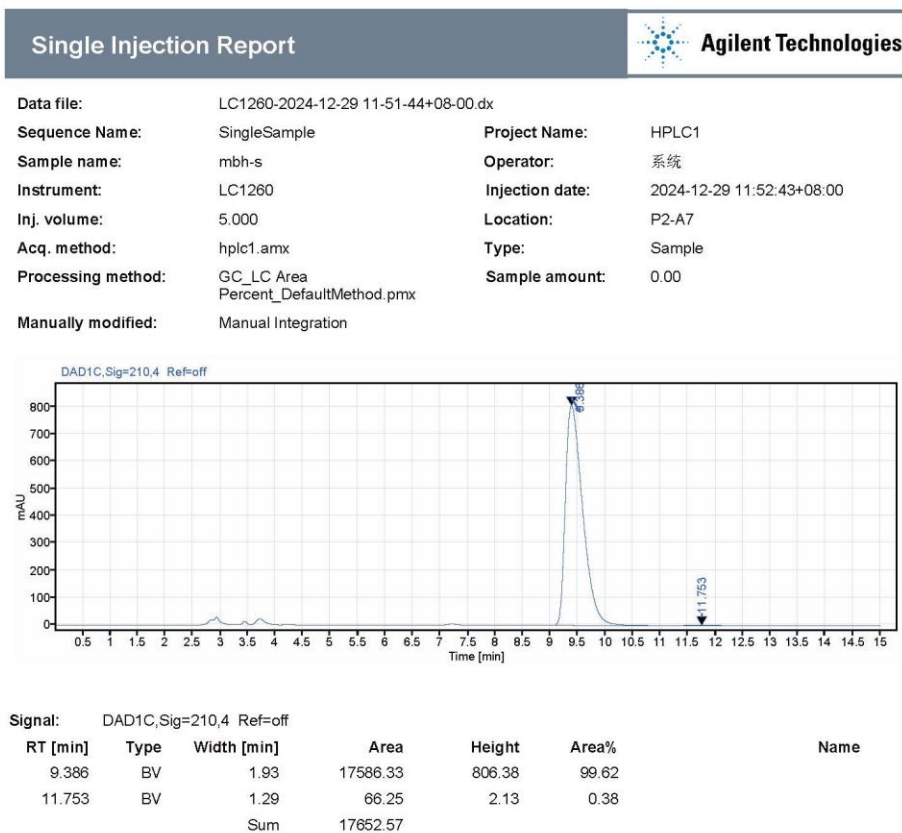 Single Injection Report
Agilent Technologies
Data file: LC1260-2024-12-29 11-51-44+08-00.dx
Sequence Name: SingleSample Project Name: HPLC1
Sample name: mbh-s Operator: 系统
Instrument: LC1260 Injection date: 2024-12-29 11:52:43+08:00
Inj. volume: 5.000 Location: P2-A7
Acq. method: hplc1.amx Type: Sample
Processing method: GC_LC Area Percent_DefaultMethod.pmx Sample amount: 0.00
Manually modified: Manual Integration
DAD1C,Sig=210,4 Ref=off
9.386
800
700
600
500
mAU
400
300
200
11.753
100
0
0.5 1 1.5 2 2.5 3 3.5 4 4.5 5 5.5 6 6.5 7 7.5 8 8.5 9 9.5 10 10.5 11 11.5 12 12.5 13 13.5 14 14.5 15
Time [min]
Signal: DAD1C,Sig=210,4 Ref=off
RT [min] Type Width [min] Area Height Area% Name
9.386 BV 1.93 17586.33 806.38 99.62
11.753 BV 1.29 66.25 2.13 0.38
Sum 17652.57